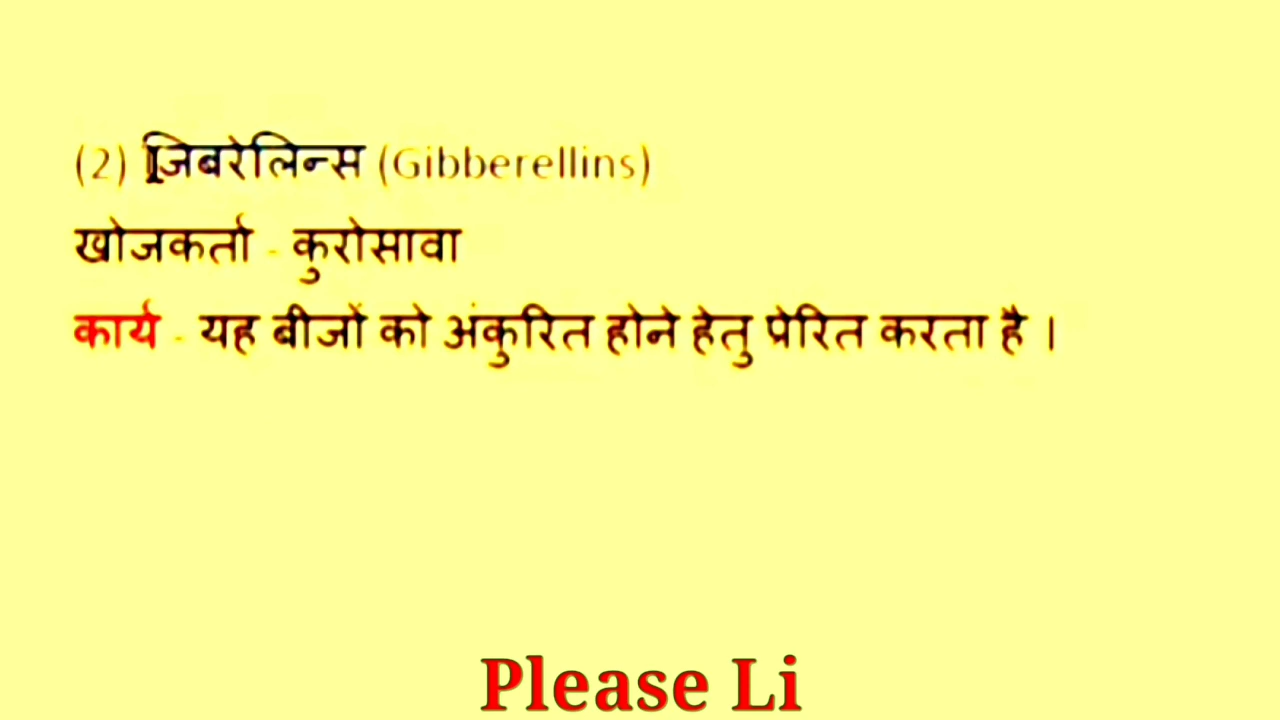 (2) जिबरेलिन्स (Gibberellins)
खोजकर्ता - कुरोसावा
कार्य - यह बीजों को अंकुरित होने हेतु प्रेरित करता है ।
Please Li